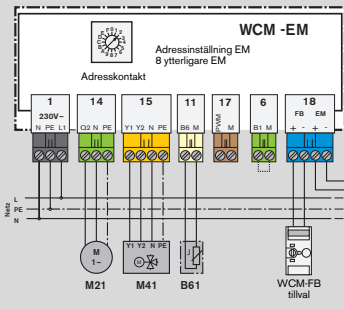 WCM -EM
Adressinställning EM
8 ytterligare EM
Adresskontakt
1 14 15 11 17 6 18
230V~ FB EM
N PE L1 Q2 N PE Y1 Y2 N PE B6 M PWM M B1 M + - + -
Netz
L
PE
N
M
1~
Y1 Y2 N PE
M
M21 M41 B61
WCM-FB
tillval